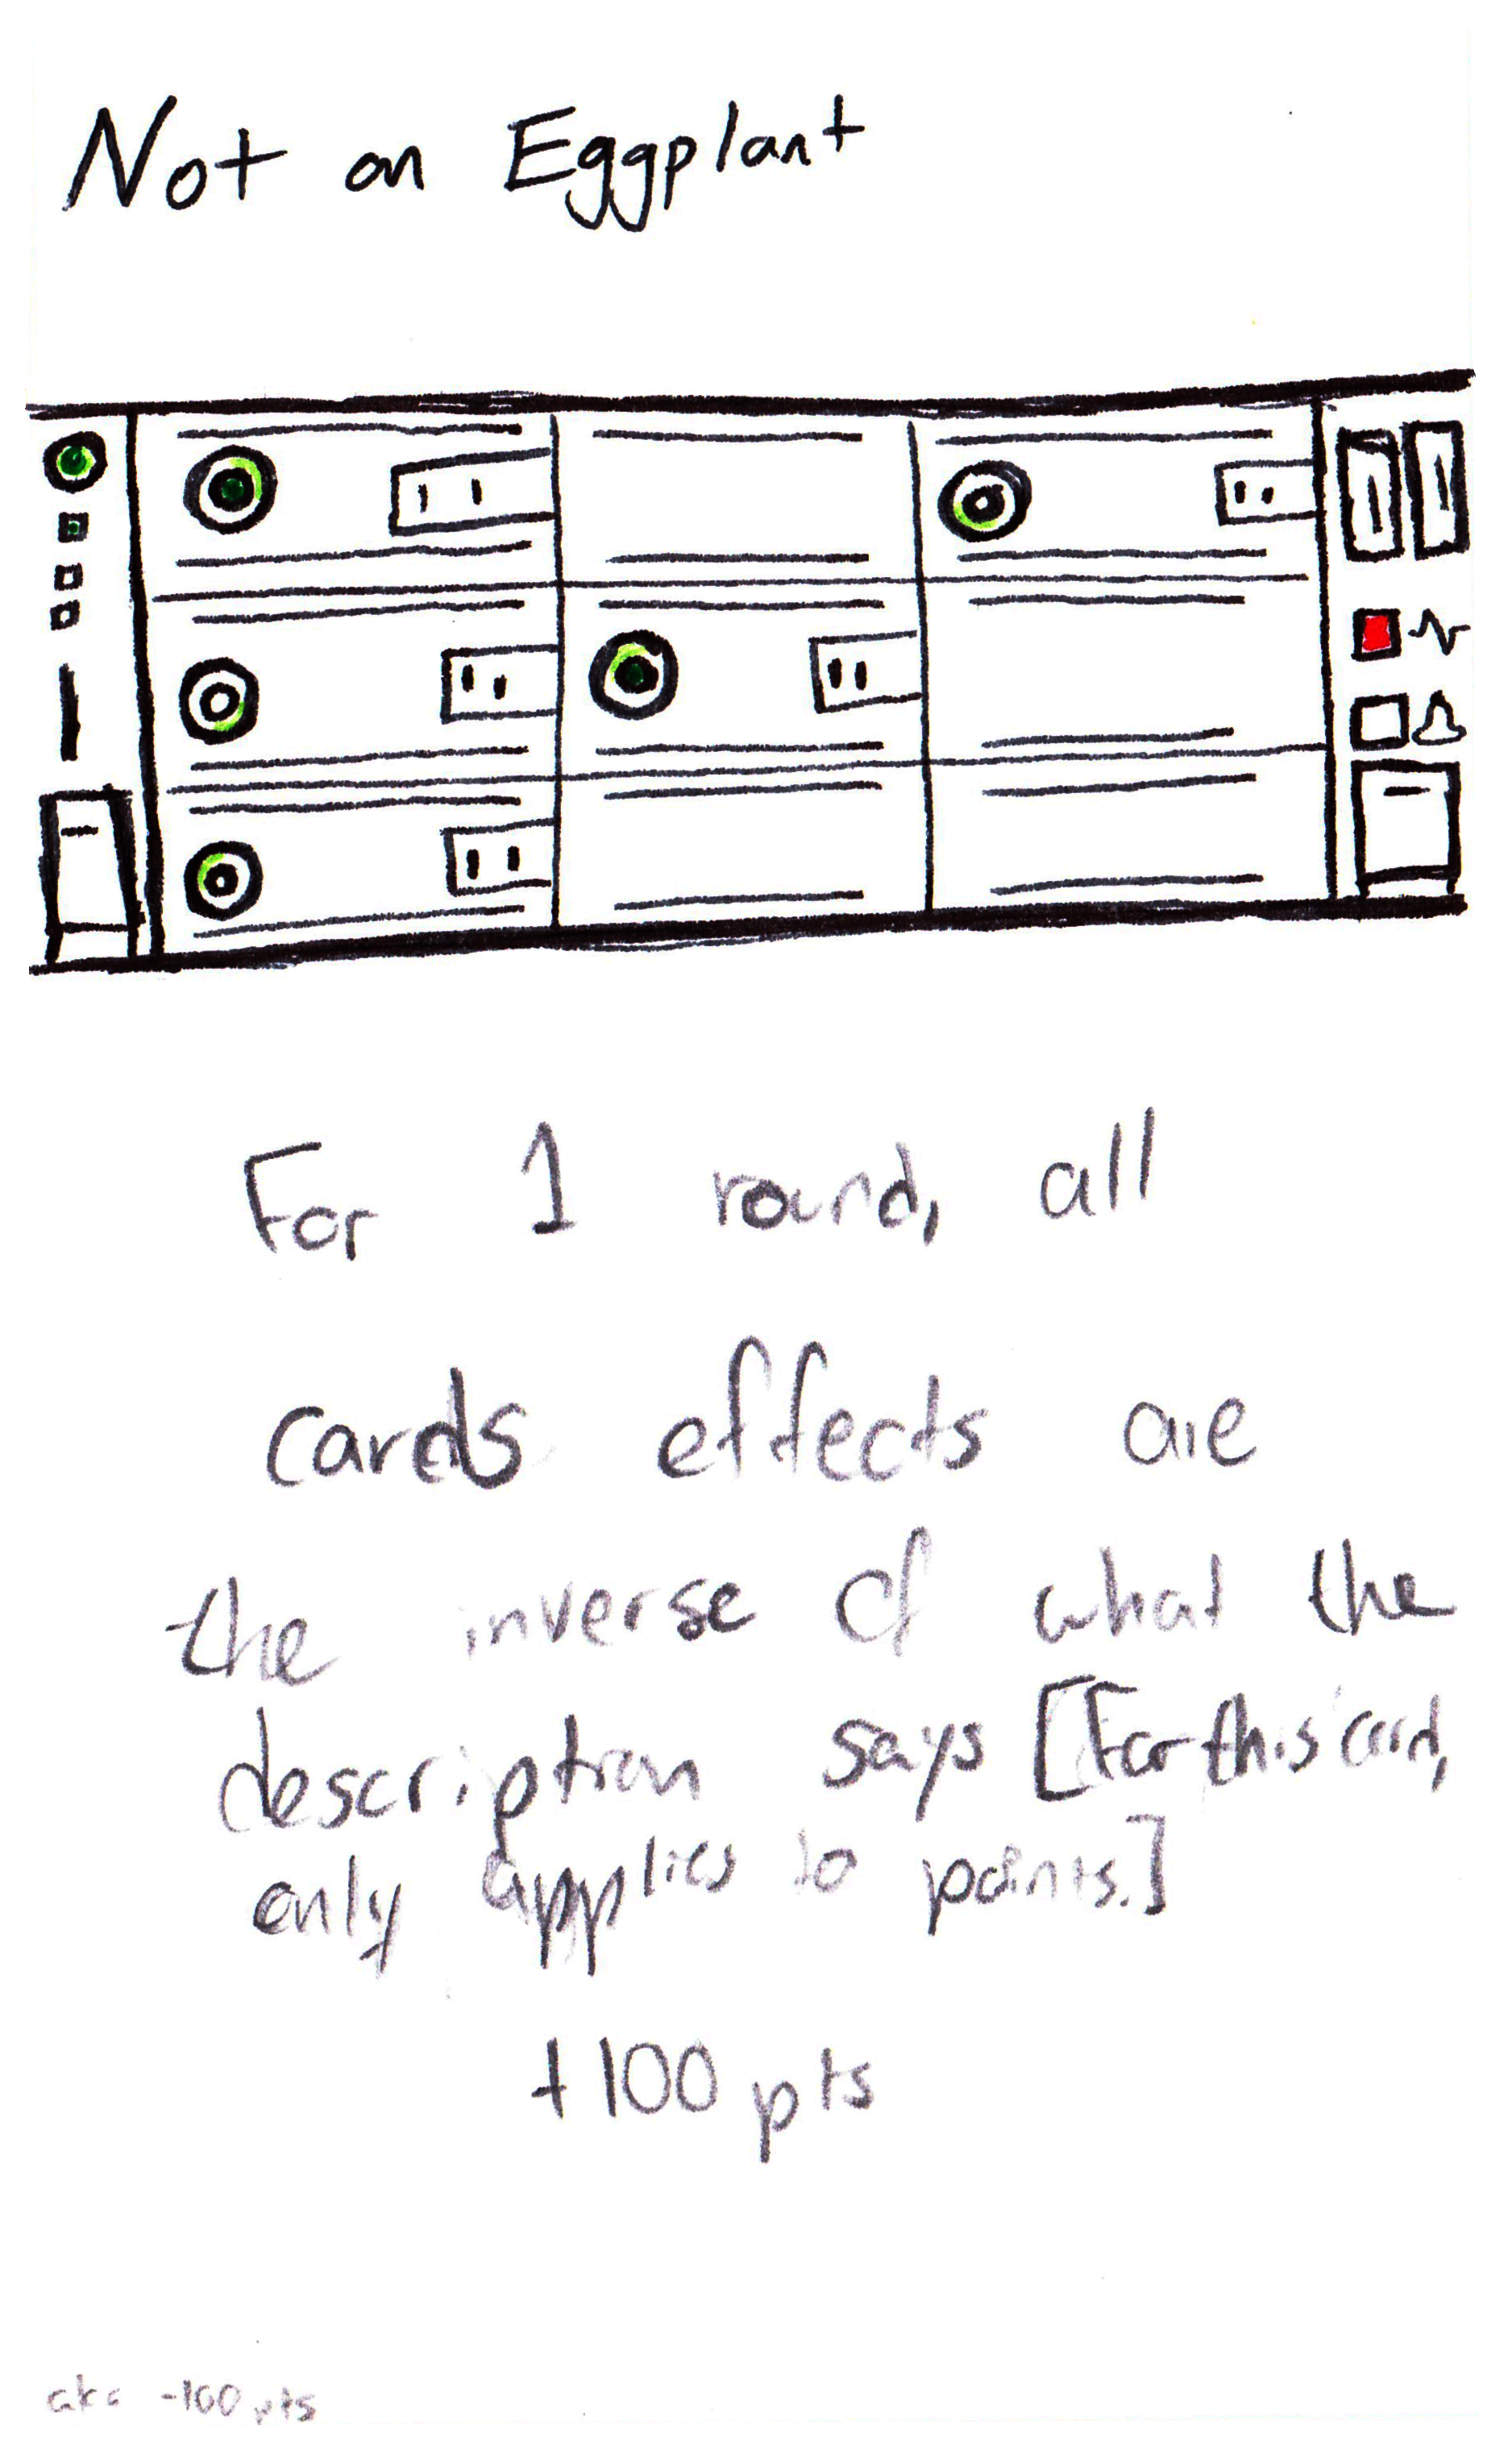 Not an Eggplant
For 1 round, all
cards effects are
the inverse of what the
description says [For this card,
only applies to points.]
+100 pts
aka -100 pts